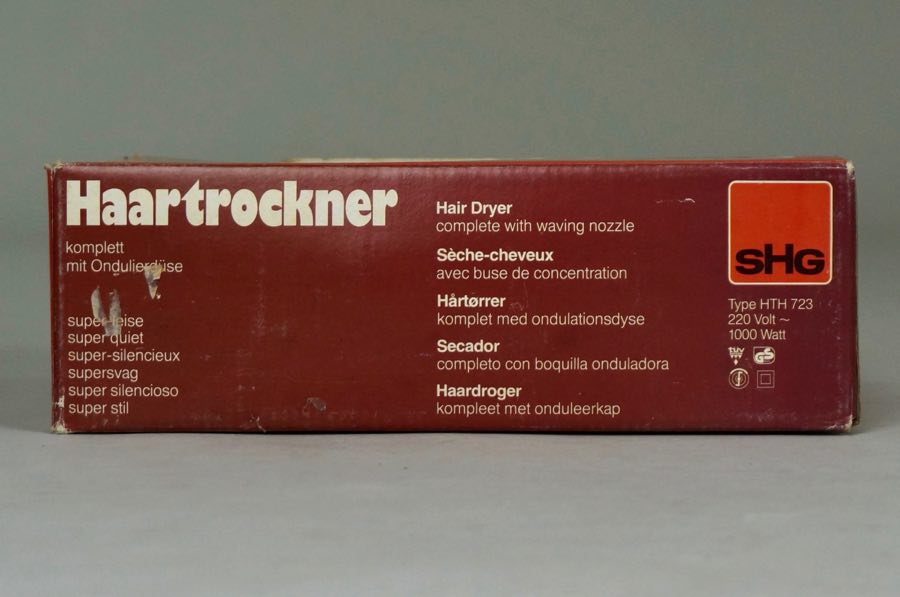 Haartrockner
komplett
mit Ondulierdüse
super-leise
super quiet
super-silencieux
supersvag
super silencioso
super stil
Hair Dryer
complete with waving nozzle
Sèche-cheveux
avec buse de concentration
Hårtørrer
komplet med ondulationsdyse
Secador
completo con boquilla onduladora
Haardroger
kompleet met onduleerkap
SHG
Type HTH 723
220 Volt ~
1000 Watt
GS